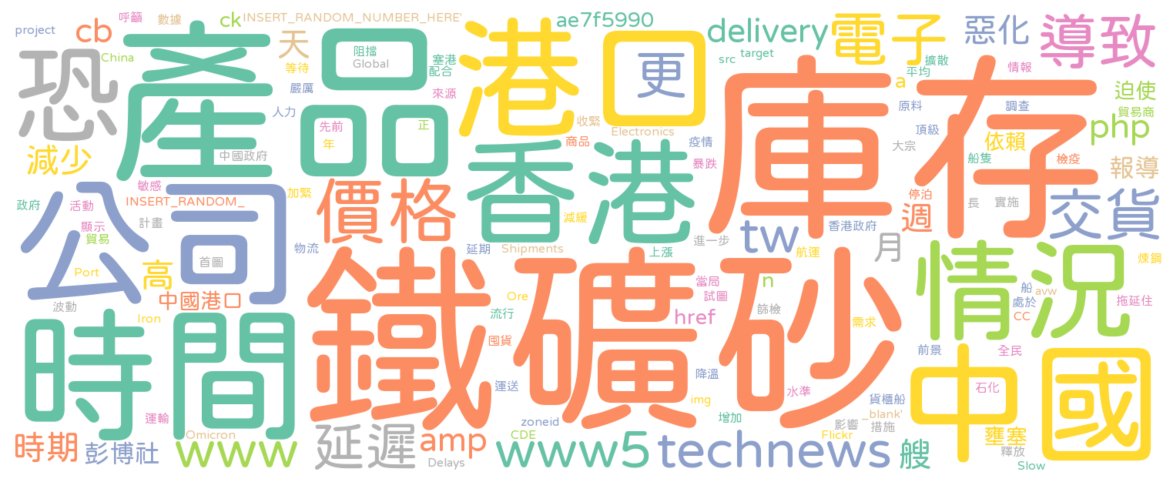 project cb 呼籲 數據 ck INSERT_RANDOM_NUMBER_HERE' ae7f5990 delivery 電子 惡化 導致
China 恐 產 品 天 等待 嚴厲 阻擋 Global 塞港 配合 港口 更 src target a 平均 擴散 情報
來源 人力 先前 年 正 收緊 Electronics 商品 疫情 原料 調查 迫使 貿易商 php
減少 中國政府 暴跌 庫存 大宗 頂級 依賴 船隻 檢疫 報導
敏感 INSERT_RANDOM_ 加緊 價格 香港 停泊 長 實施 交貨
政府 活動 顯示 貿易 計畫 公司 減緩 香港政府 週
物流 延期 Shipments 上漲 進一步 tw 航運 月 情況 煉鋼
Port 高 首圖 中國港口 波動 Iron 鐵礦砂 Ore 當局 試圖 篩檢 n 船 avw 處於 CC 拖延住
時間 流行 囤貨 href 需求 前景 全民
運送 降溫 水準 中國 石化
運輸 zoneid img 增加 貨櫃船 影響 _blank' 措施
時期 彭博社 Omicron www 延遲 amp Delays CDE www5 technews Flickr 艘 壅塞 釋放 Slow